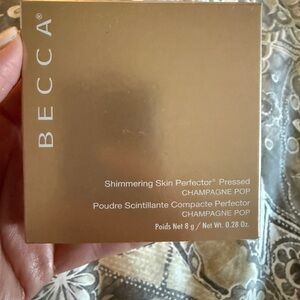 BECCA®
Shimmering Skin Perfector® Pressed
CHAMPAGNE POP
Poudre Scintillante Compacte Perfector
CHAMPAGNE POP
Poids Net 8 g / Net Wt. 0.28 Oz.